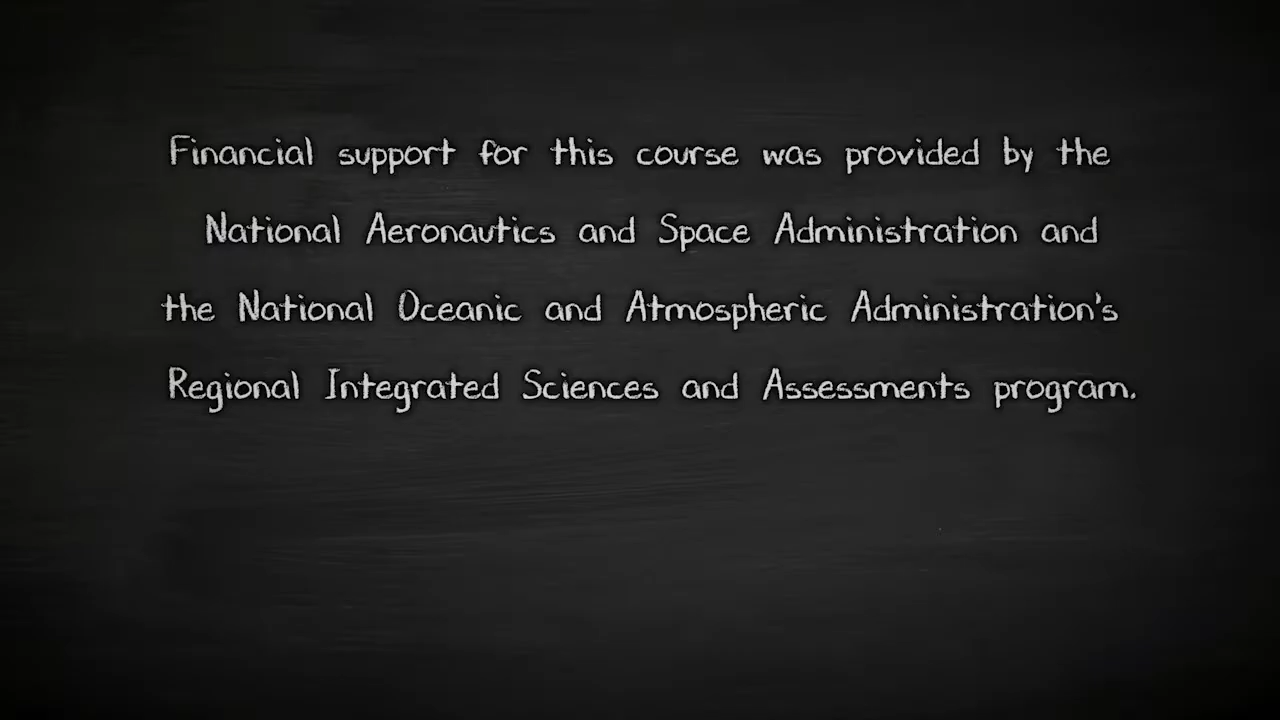 Financial support for this course was provided by the
National Aeronautics and Space Administration and
the National Oceanic and Atmospheric Administration's
Regional Integrated Sciences and Assessments program.